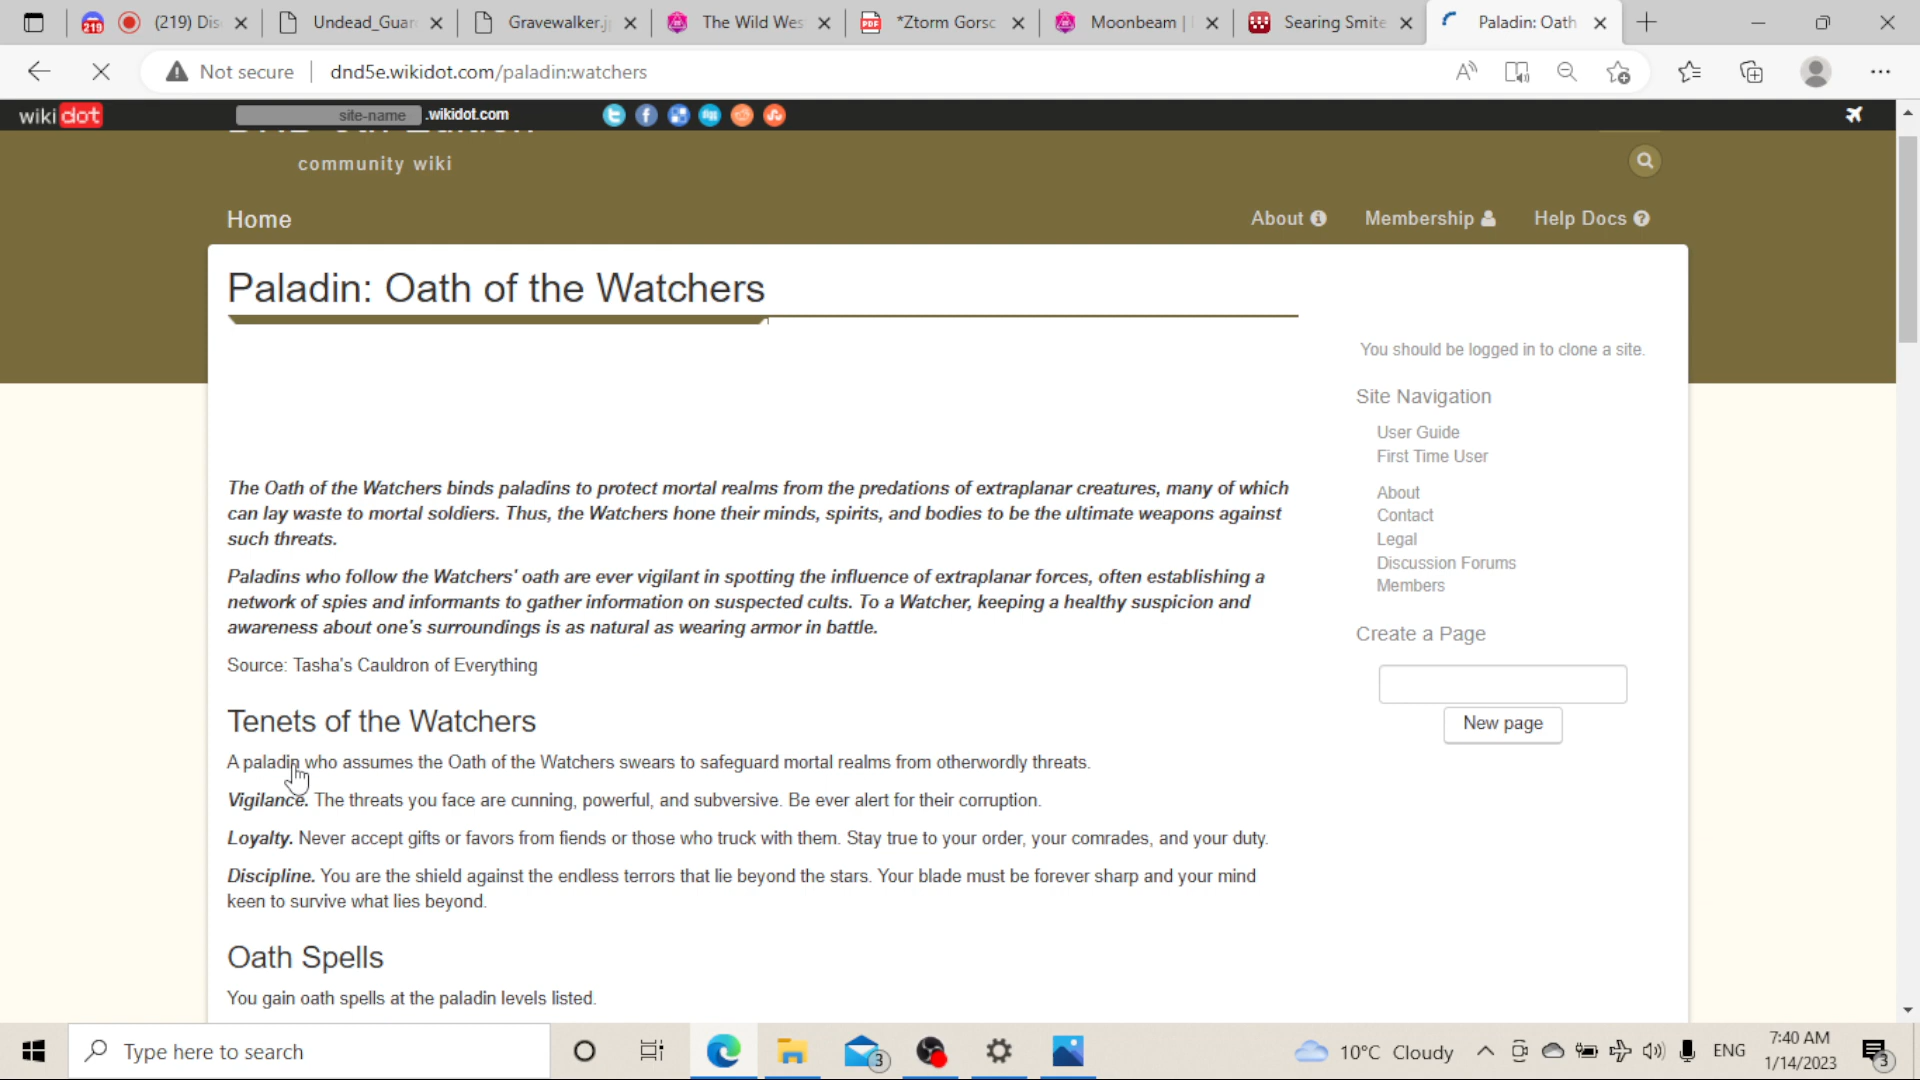 219 (219) Dis Undead_Guar Gravewalker.j The Wild Wes *Ztorm Gorsc Moonbeam | Searing Smite Paladin: Oath
Not secure dnd5e.wikidot.com/paladin:watchers
wiki dot site-name .wikidot.com
community wiki
Home About Membership Help Docs
Paladin: Oath of the Watchers
You should be logged in to clone a site.
Site Navigation
User Guide
First Time User
About
Contact
Legal
Discussion Forums
Members
Create a Page
New page
The Oath of the Watchers binds paladins to protect mortal realms from the predations of extraplanar creatures, many of which
can lay waste to mortal soldiers. Thus, the Watchers hone their minds, spirits, and bodies to be the ultimate weapons against
such threats.
Paladins who follow the Watchers' oath are ever vigilant in spotting the influence of extraplanar forces, often establishing a
network of spies and informants to gather information on suspected cults. To a Watcher, keeping a healthy suspicion and
awareness about one's surroundings is as natural as wearing armor in battle.
Source: Tasha's Cauldron of Everything
Tenets of the Watchers
A paladin who assumes the Oath of the Watchers swears to safeguard mortal realms from otherwordly threats.
Vigilance. The threats you face are cunning, powerful, and subversive. Be ever alert for their corruption.
Loyalty. Never accept gifts or favors from fiends or those who truck with them. Stay true to your order, your comrades, and your duty.
Discipline. You are the shield against the endless terrors that lie beyond the stars. Your blade must be forever sharp and your mind
keen to survive what lies beyond.
Oath Spells
You gain oath spells at the paladin levels listed.
Type here to search 3 10°C Cloudy ENG 7:40 AM 3
1/14/2023